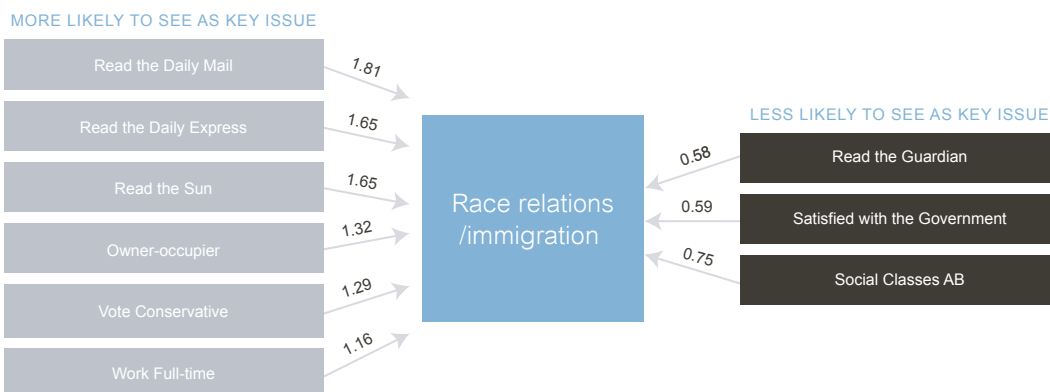 MORE LIKELY TO SEE AS KEY ISSUE
Read the Daily Mail
1.81
Read the Daily Express
1.65
Read the Sun
1.65
Owner-occupier
1.32
Vote Conservative
1.29
Work Full-time
1.16
Race relations
/immigration
LESS LIKELY TO SEE AS KEY ISSUE
0.58
Read the Guardian
0.59
Satisfied with the Government
0.75
Social Classes AB